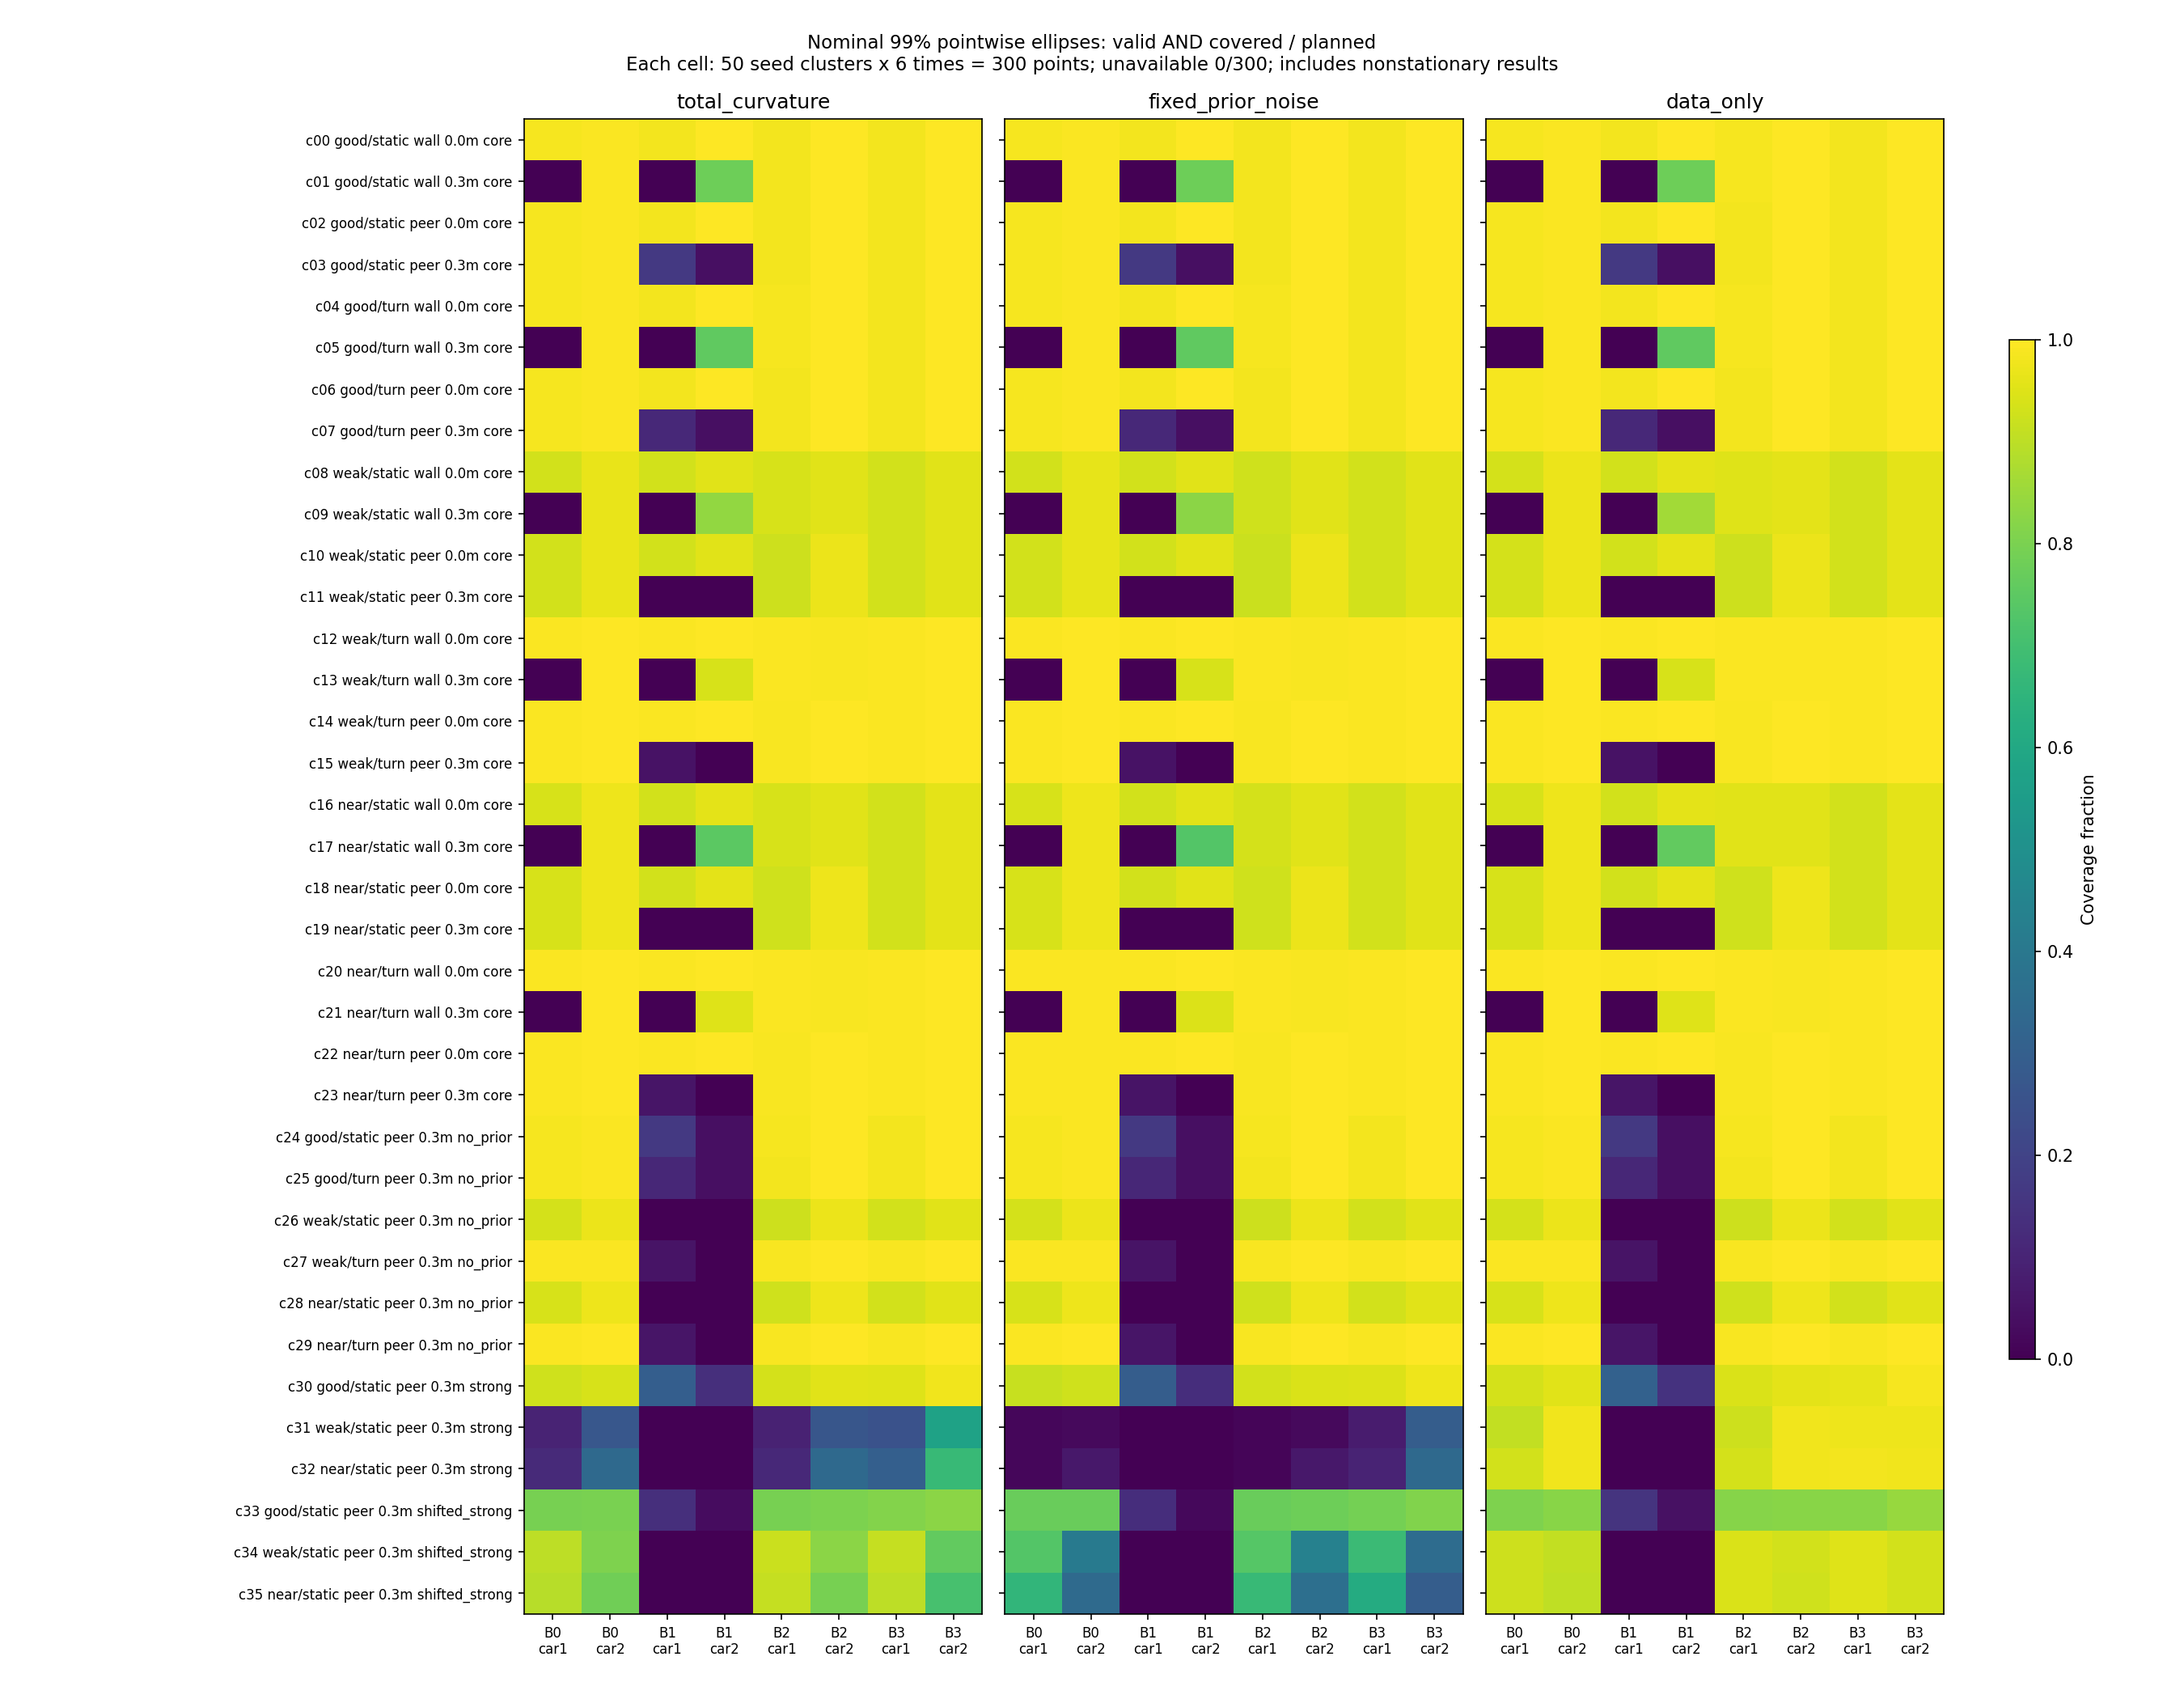 Nominal 99% pointwise ellipses: valid AND covered / planned
Each cell: 50 seed clusters x 6 times = 300 points; unavailable 0/300; includes nonstationary results
total_curvature
fixed_prior_noise
data_only
c00 good/static wall 0.0m core
c01 good/static wall 0.3m core
c02 good/static peer 0.0m core
c03 good/static peer 0.3m core
c04 good/turn wall 0.0m core
c05 good/turn wall 0.3m core
c06 good/turn peer 0.0m core
c07 good/turn peer 0.3m core
c08 weak/static wall 0.0m core
c09 weak/static wall 0.3m core
c10 weak/static peer 0.0m core
c11 weak/static peer 0.3m core
c12 weak/turn wall 0.0m core
c13 weak/turn wall 0.3m core
c14 weak/turn peer 0.0m core
c15 weak/turn peer 0.3m core
c16 near/static wall 0.0m core
c17 near/static wall 0.3m core
c18 near/static peer 0.0m core
c19 near/static peer 0.3m core
c20 near/turn wall 0.0m core
c21 near/turn wall 0.3m core
c22 near/turn peer 0.0m core
c23 near/turn peer 0.3m core
c24 good/static peer 0.3m no_prior
c25 good/turn peer 0.3m no_prior
c26 weak/static peer 0.3m no_prior
c27 weak/turn peer 0.3m no_prior
c28 near/static peer 0.3m no_prior
c29 near/turn peer 0.3m no_prior
c30 good/static peer 0.3m strong
c31 weak/static peer 0.3m strong
c32 near/static peer 0.3m strong
c33 good/static peer 0.3m shifted_strong
c34 weak/static peer 0.3m shifted_strong
c35 near/static peer 0.3m shifted_strong
B0 B0 B1 B1 B2 B2 B3 B3
car1 car2 car1 car2 car1 car2 car1 car2
B0 B0 B1 B1 B2 B2 B3 B3
car1 car2 car1 car2 car1 car2 car1 car2
B0 B0 B1 B1 B2 B2 B3 B3
car1 car2 car1 car2 car1 car2 car1 car2
1.0
0.8
0.6
0.4
0.2
0.0
Coverage fraction